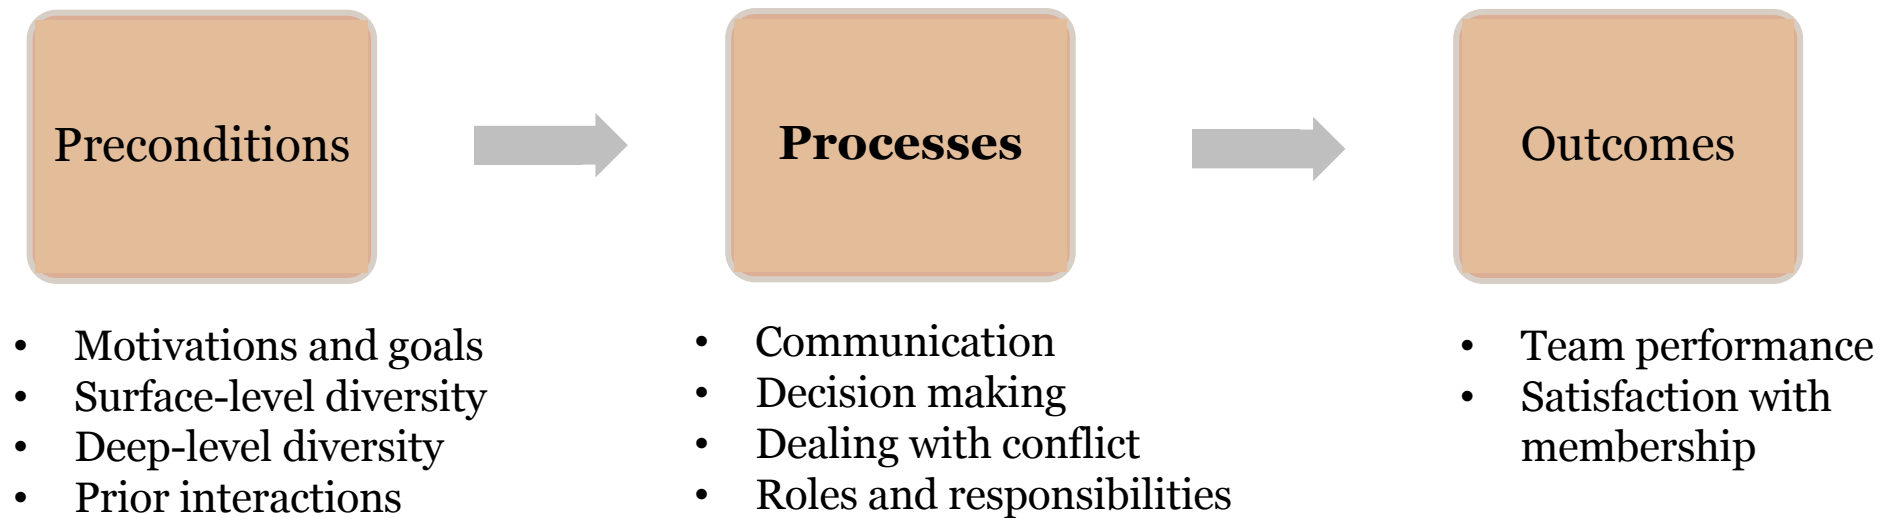 Preconditions
• Motivations and goals
• Surface-level diversity
• Deep-level diversity
• Prior interactions
Processes
• Communication
• Decision making
• Dealing with conflict
• Roles and responsibilities
Outcomes
• Team performance
• Satisfaction with
membership